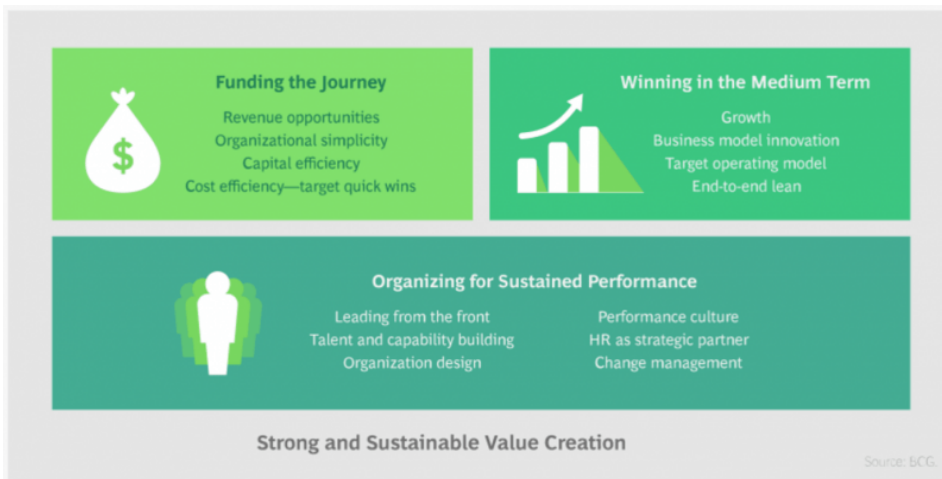 Funding the Journey
Revenue opportunities
Organizational simplicity
Capital efficiency
Cost efficiency—target quick wins
$
Winning in the Medium Term
Growth
Business model innovation
Target operating model
End-to-end lean
Organizing for Sustained Performance
Leading from the front
Talent and capability building
Organization design
Performance culture
HR as strategic partner
Change management
Strong and Sustainable Value Creation
Source: BCG.